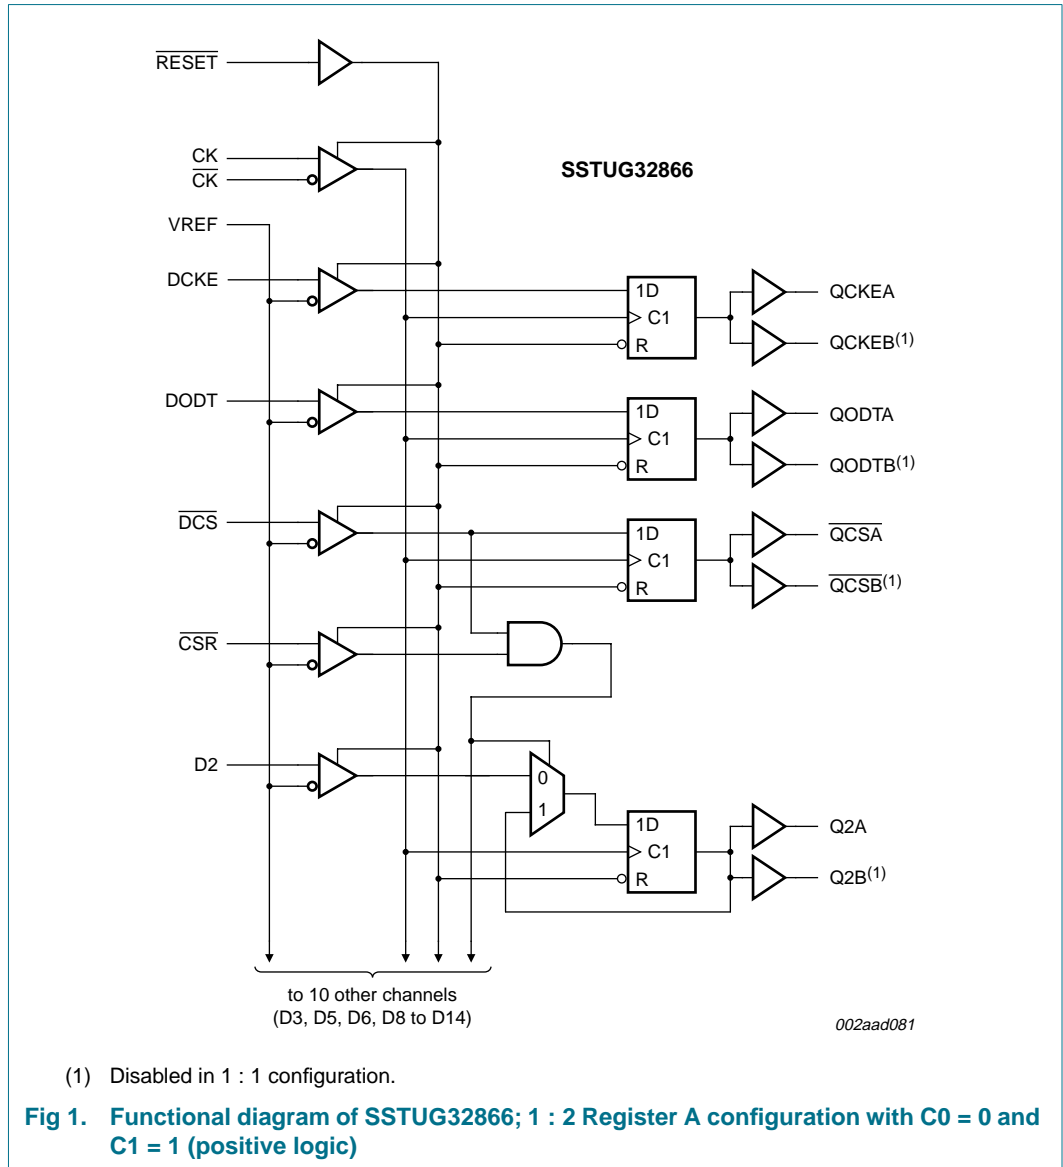 RESET
CK
CK
SSTUG32866
VREF
DCKE
1D
C1
R
QCKEA
QCKEB(1)
DODT
1D
C1
R
QODTA
QODTB(1)
DCS
1D
C1
R
QCSA
QCSB(1)
CSR
D2
0
1
1D
C1
R
Q2A
Q2B(1)
to 10 other channels
(D3, D5, D6, D8 to D14)
002aad081
(1) Disabled in 1 : 1 configuration.
Fig 1. Functional diagram of SSTUG32866; 1 : 2 Register A configuration with C0 = 0 and
C1 = 1 (positive logic)